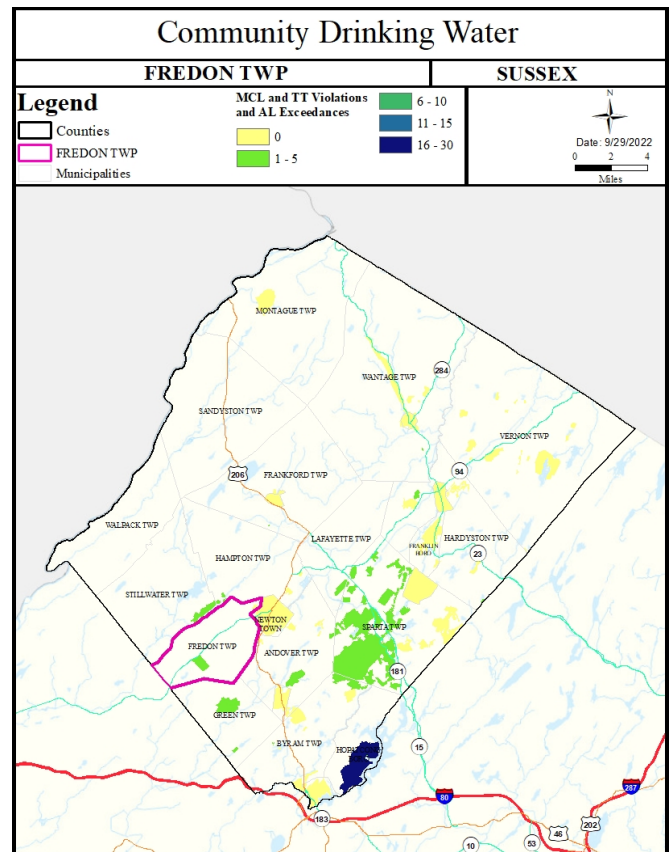 Community Drinking Water
FREDON TWP
SUSSEX
Legend
Counties
FREDON TWP
Municipalities
MCL and TT Violations
and AL Exceedances
0
1 - 5
6 - 10
11 - 15
16 - 30
N
Date: 9/29/2022
0 2 4
Miles
MONTAGUE TWP
WANTAGE TWP
284
SANDYSTON TWP
VERNON TWP
206
FRANKFORD TWP
94
WALPACK TWP
LAFAYETTE TWP
HARDYSTON TWP
FRANKLIN
BORO
23
HAMPTON TWP
STILLWATER TWP
NEWTON
TOWN
SPARTA TWP
FREDON TWP
ANDOVER TWP
181
GREEN TWP
BYRAM TWP
15
80
287
183
202
46
10
53